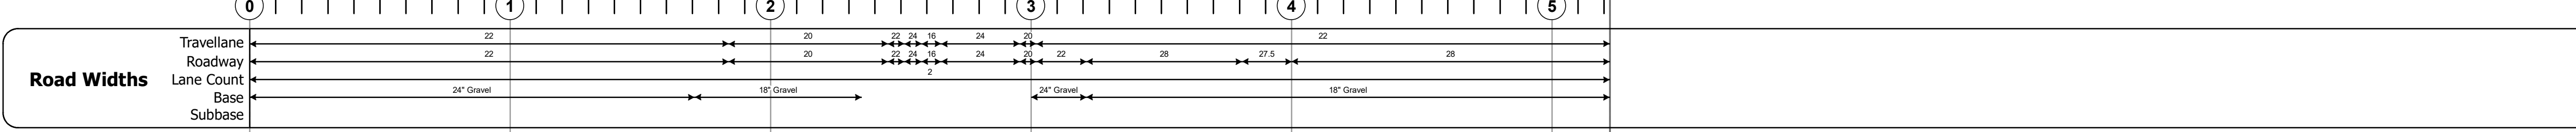 0 1 2 3 4 5
Road Widths
Travellane 22 20 22 24 16 24 20 22
Roadway 22 20 22 24 16 24 20 22 28 27.5 28
Lane Count 2
Base 24" Gravel 18" Gravel 24" Gravel 18" Gravel
Subbase